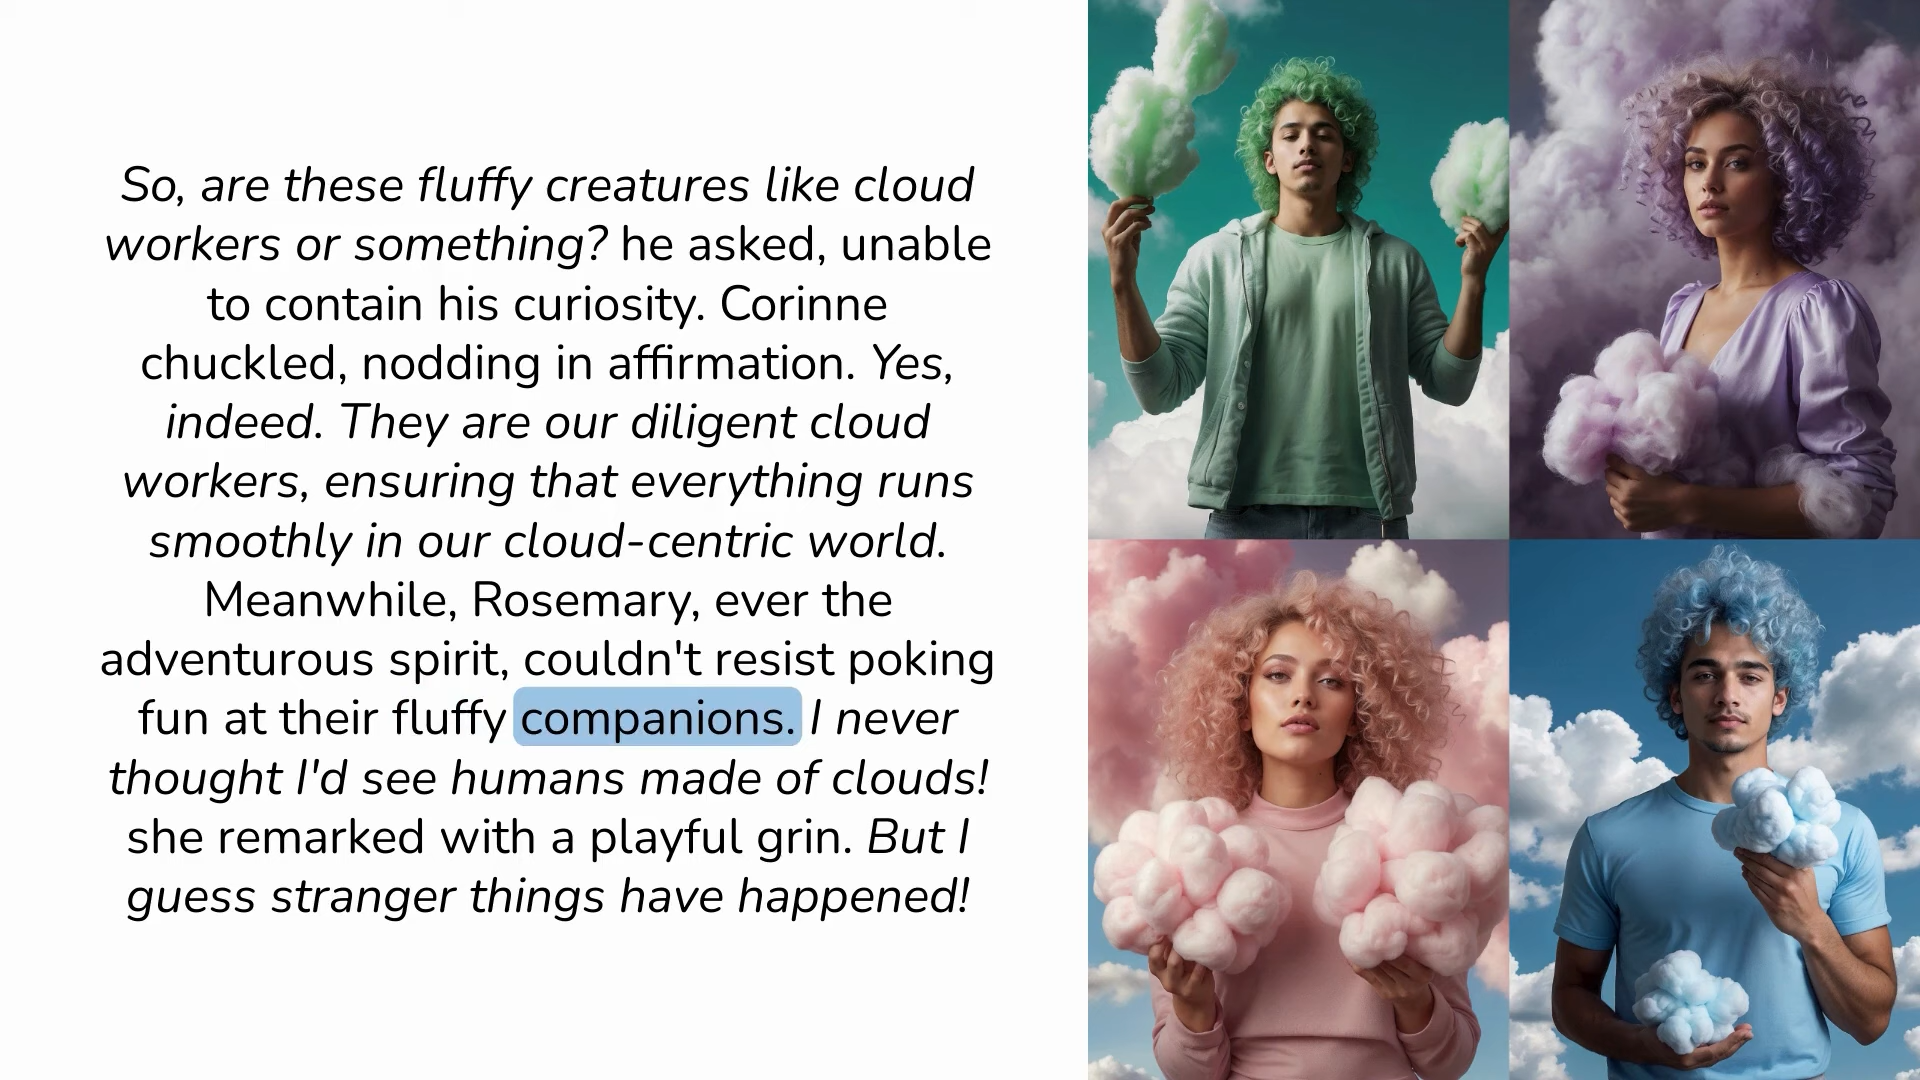 So, are these fluffy creatures like cloud
workers or something? he asked, unable
to contain his curiosity. Corinne
chuckled, nodding in affirmation. Yes,
indeed. They are our diligent cloud
workers, ensuring that everything runs
smoothly in our cloud-centric world.
Meanwhile, Rosemary, ever the
adventurous spirit, couldn't resist poking
fun at their fluffy companions. I never
thought I'd see humans made of clouds!
she remarked with a playful grin. But I
guess stranger things have happened!